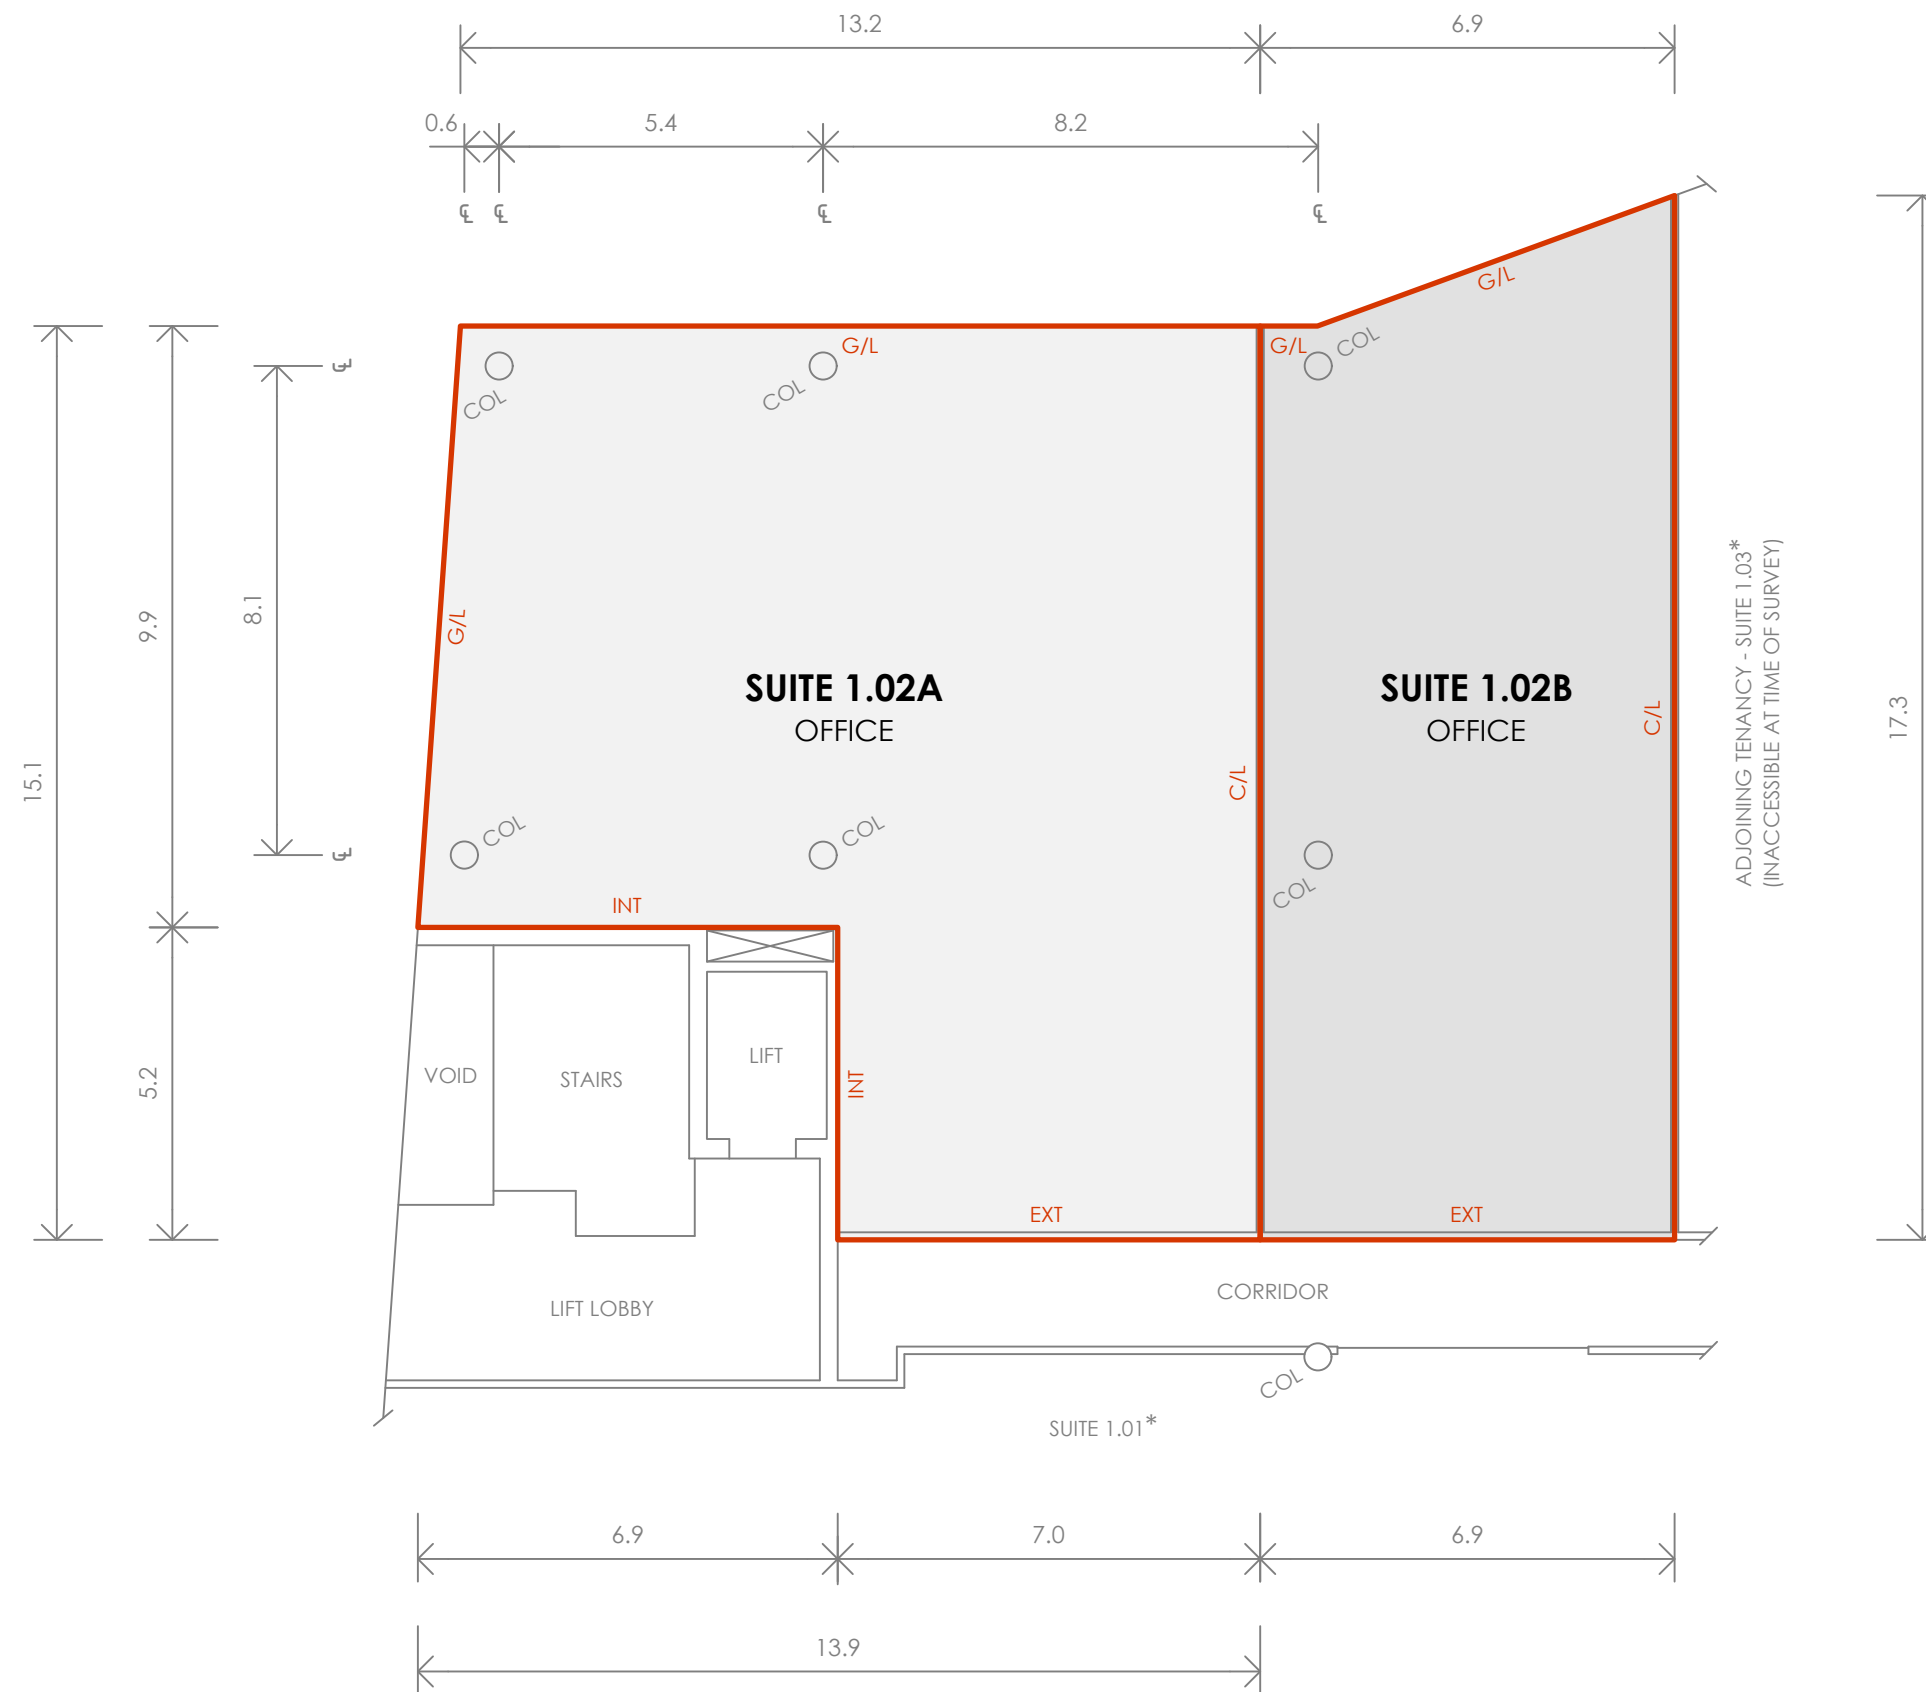 13.2
6.9
0.6
5.4
8.2
℄
℄
℄
℄
G/L
G/L
G/L
COL
COL
COL
℄
15.1
9.9
8.1
G/L
SUITE 1.02A
OFFICE
SUITE 1.02B
OFFICE
C/L
C/L
ADJOINING TENANCY - SUITE 1.03*
(INACCESSIBLE AT TIME OF SURVEY)
17.3
℄
COL
COL
COL
INT
5.2
VOID
STAIRS
LIFT
INT
EXT
EXT
LIFT LOBBY
CORRIDOR
COL
SUITE 1.01*
6.9
7.0
6.9
13.9